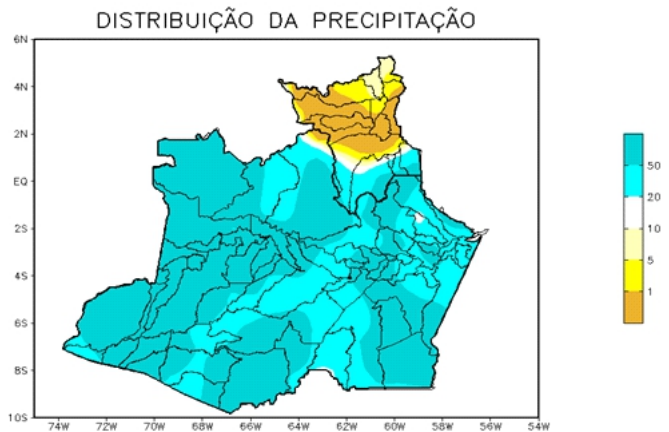 DISTRIBUIÇÃO DA PRECIPITAÇÃO
6N
4N
2N
EQ
2S
4S
6S
8S
10S
74W 72W 70W 68W 66W 64W 62W 60W 58W 56W 54W
50
20
10
5
1